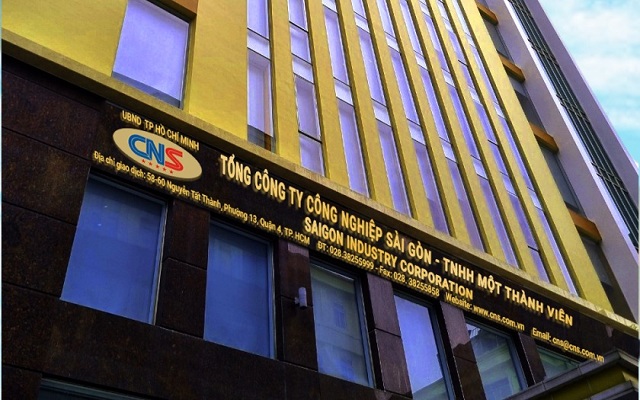 UBND TP HỒ CHÍ MINH
CNS
TỔNG CÔNG TY CÔNG NGHIỆP SÀI GÒN - TNHH MỘT THÀNH VIÊN
SAIGON INDUSTRY CORPORATION
Địa chỉ giao dịch: 58-60 Nguyễn Tất Thành, Phường 13, Quận 4, TP.HCM ĐT: 028.38255999 - Fax: 028. 38255858 Website: www.cns.com.vn Email: cns@cns.com.vn